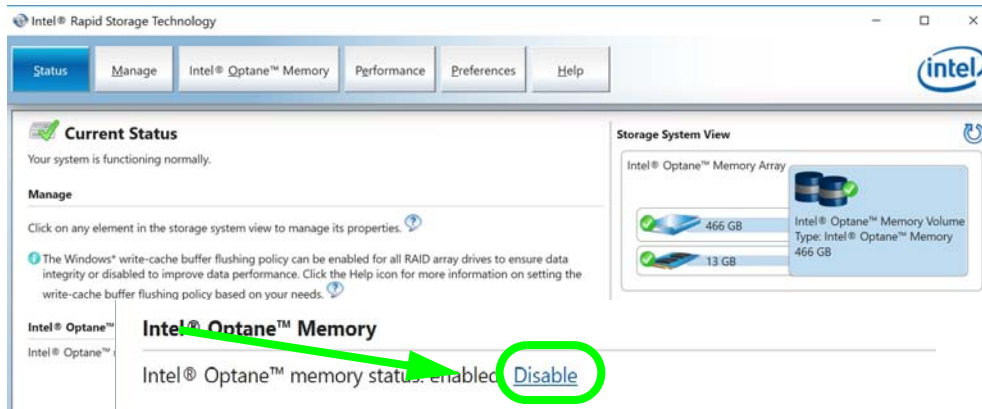 Intel® Rapid Storage Technology
Status Manage Intel® Optane™ Memory Performance Preferences Help
intel
Current Status
Your system is functioning normally.
Manage
Click on any element in the storage system view to manage its properties.
The Windows* write-cache buffer flushing policy can be enabled for all RAID array drives to ensure data
integrity or disabled to improve data performance. Click the Help icon for more information on setting the
write-cache buffer flushing policy based on your needs.
Intel® Optane™
Intel® Optane™
Storage System View
Intel® Optane™ Memory Array
466 GB
13 GB
Intel® Optane™ Memory Volume
Type: Intel® Optane™ Memory
466 GB
Intel® Optane™ Memory
Intel® Optane™ memory status: enabled Disable